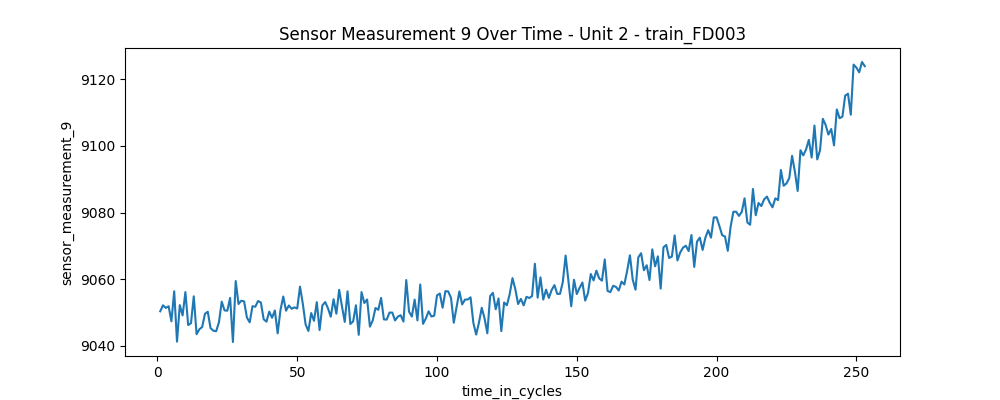 Sensor Measurement 9 Over Time - Unit 2 - train_FD003
sensor_measurement_9
9120
9100
9080
9060
9040
0 50 100 150 200 250
time_in_cycles